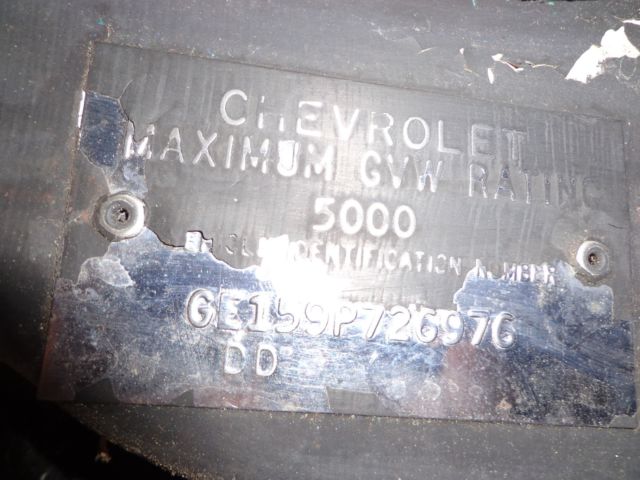 CHEVROLET
MAXIMUM GVW RATING
5000
IDENTIFICATION NUMBER
GE159P726976
DD